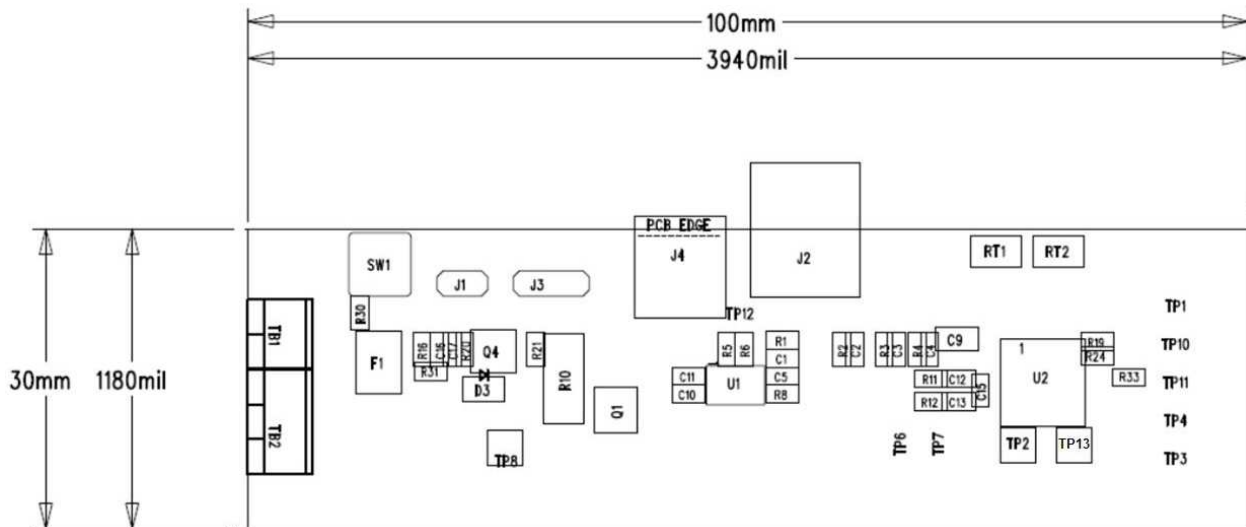 100mm
3940mil
PCB EDGE
J4
J2
SW1
J1
J3
RT1
RT2
30mm
1180mil
TB1
TB2
R30
F1
R16
C16
C17
R20
R31
Q4
D3
R21
R10
Q1
TP8
TP12
R5
R6
R1
C1
C5
R8
C11
C10
U1
R2
C2
R3
C3
R4
C4
C9
R11
C12
R12
C13
C15
1
U2
R19
R24
R33
TP6
TP7
TP2
TP13
TP1
TP10
TP11
TP4
TP3